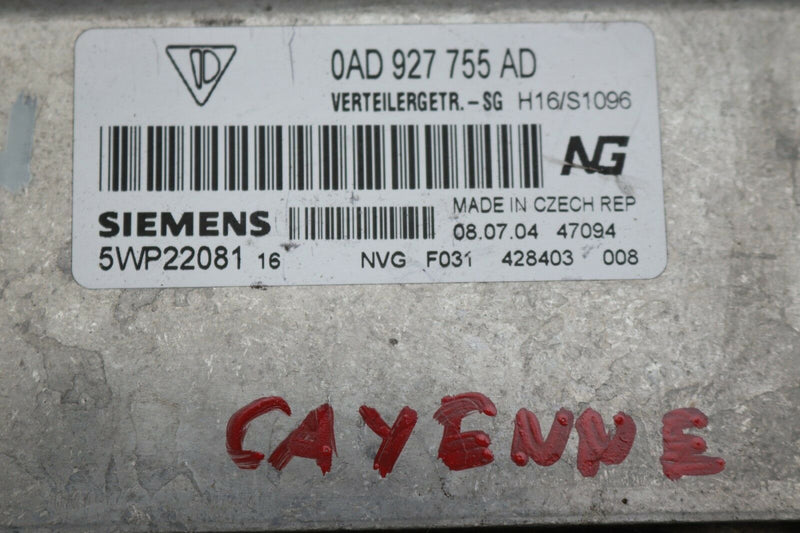 0AD 927 755 AD
VERTEILERGETR.-SG H16/S1096
NG
SIEMENS
MADE IN CZECH REP
08.07.04 47094
5WP22081 16 NVG F031 428403 008
CAYENNE